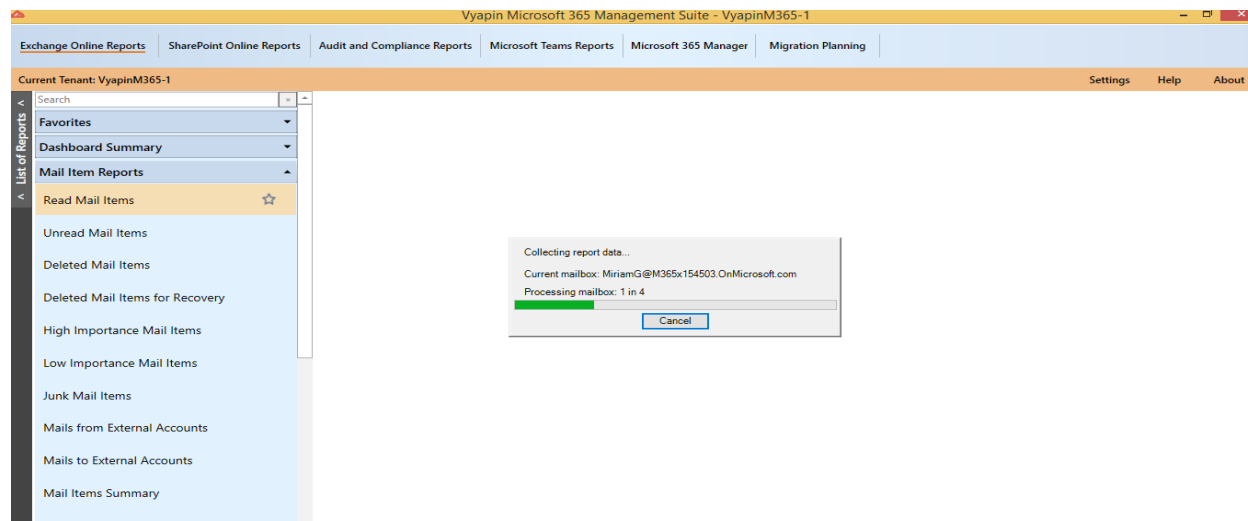 Vyapin Microsoft 365 Management Suite - VyapinM365-1
Exchange Online Reports SharePoint Online Reports Audit and Compliance Reports Microsoft Teams Reports Microsoft 365 Manager Migration Planning
Current Tenant: VyapinM365-1 Settings Help About
< List of Reports <
Search
Favorites
Dashboard Summary
Mail Item Reports
Read Mail Items
Unread Mail Items
Deleted Mail Items
Deleted Mail Items for Recovery
High Importance Mail Items
Low Importance Mail Items
Junk Mail Items
Mails from External Accounts
Mails to External Accounts
Mail Items Summary
Collecting report data...
Current mailbox: MiriamG@M365x154503.OnMicrosoft.com
Processing mailbox: 1 in 4
Cancel